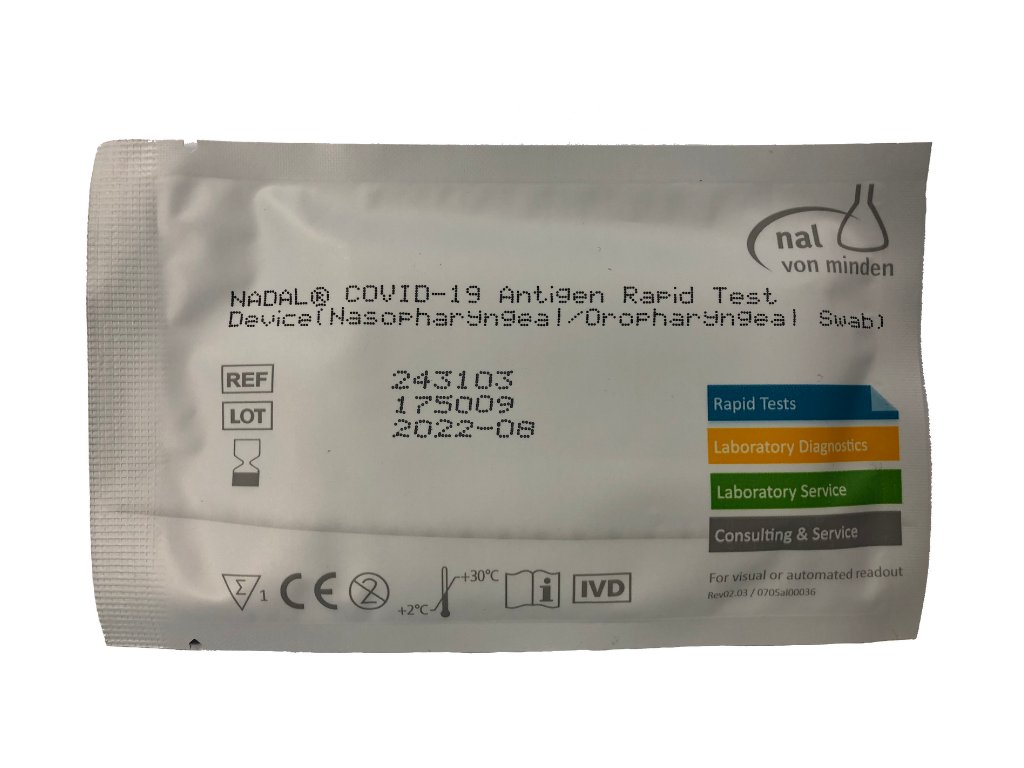 nal
von minden
NADAL® COVID-19 Antigen Rapid Test
Device(Nasopharyngeal/Oropharyngeal Swab)
REF 243103
LOT 175009
2022-08
Rapid Tests
Laboratory Diagnostics
Laboratory Service
Consulting & Service
For visual or automated readout
Rev02.03 / 0705al00036
Σ 1 CE 2 +2°C +30°C i IVD